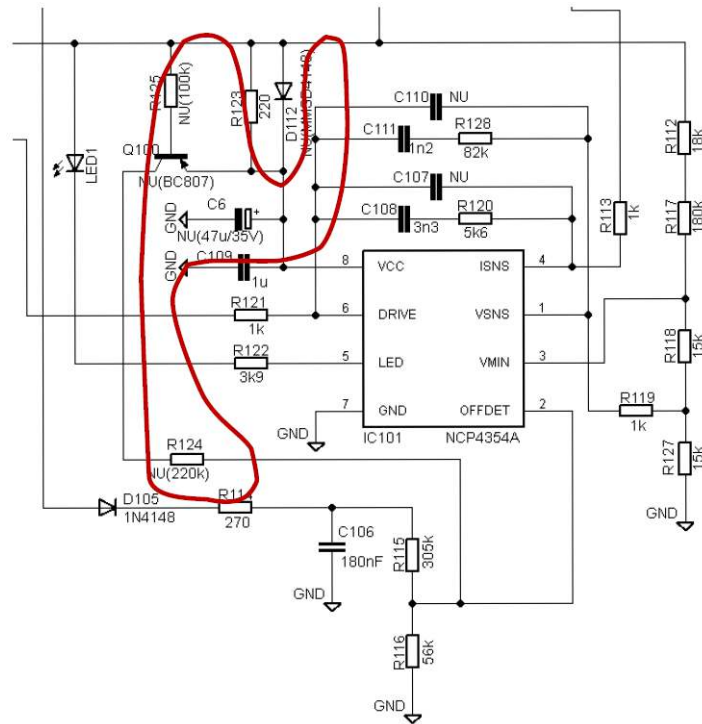 C110
NU
R125
NU(100k)
R123
220
D112
NU(MMSD4148)
C111
1n2
R128
82k
R112
18k
Q100
NU(BC807)
LED1
C107
NU
C108
3n3
R120
5k6
R113
1k
R117
180k
GND
C6
+
NU(47u/35V)
GND
C109
1u
8
VCC
ISNS
4
R121
1k
6
DRIVE
VSNS
1
R122
3k9
5
LED
VMIN
3
R118
15k
7
GND
OFFDET
2
R119
1k
GND
IC101
NCP4354A
R124
NU(220k)
R127
15k
D105
1N4148
R114
270
GND
C106
180nF
R115
305k
GND
R116
56k
GND